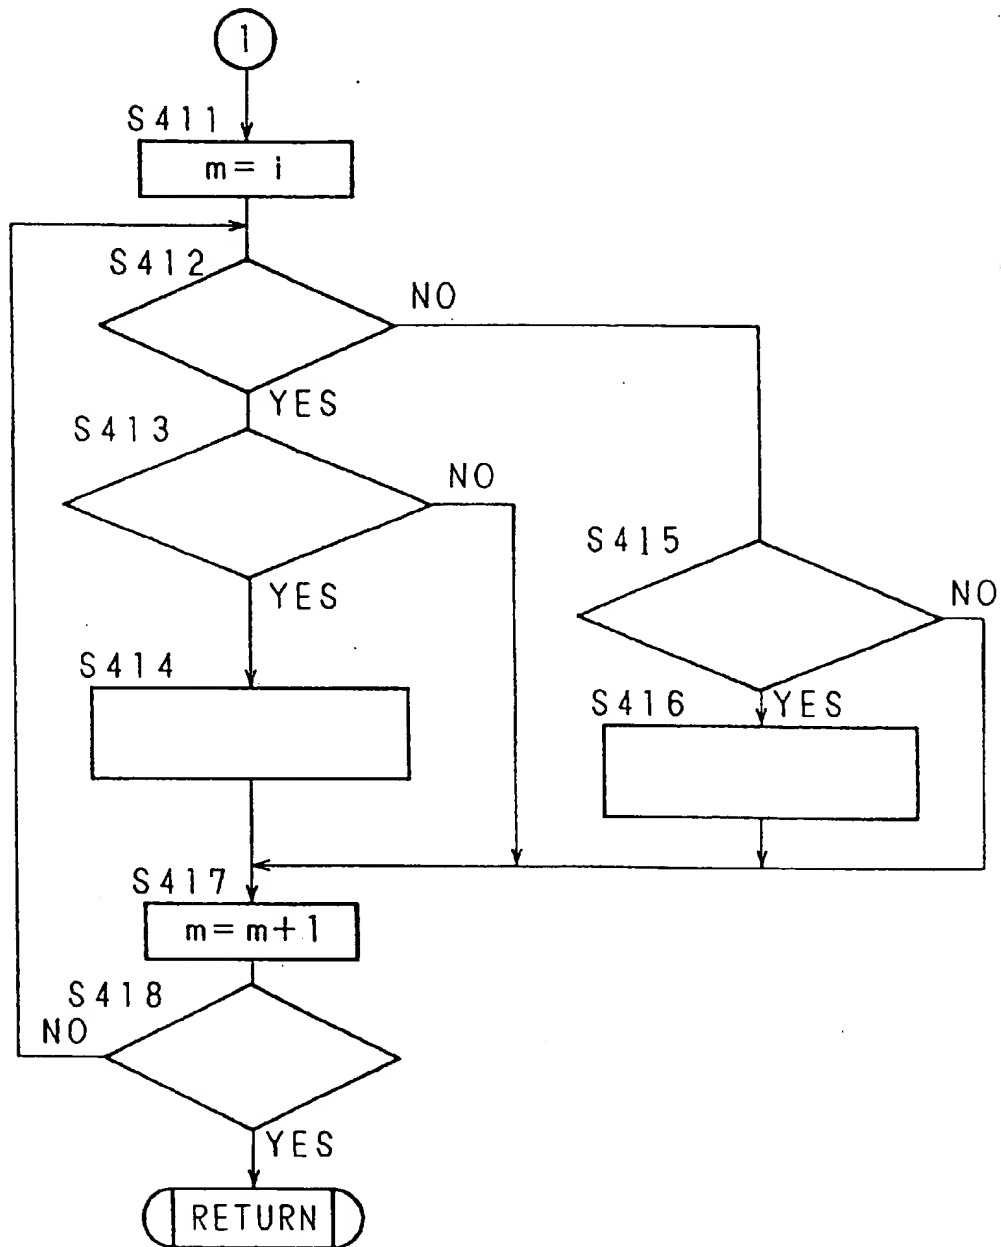 1
S411
m= i
S412
NO
YES
S413
NO
YES
S415
NO
S414
S416
YES
S417
m=m+1
S418
NO
YES
RETURN